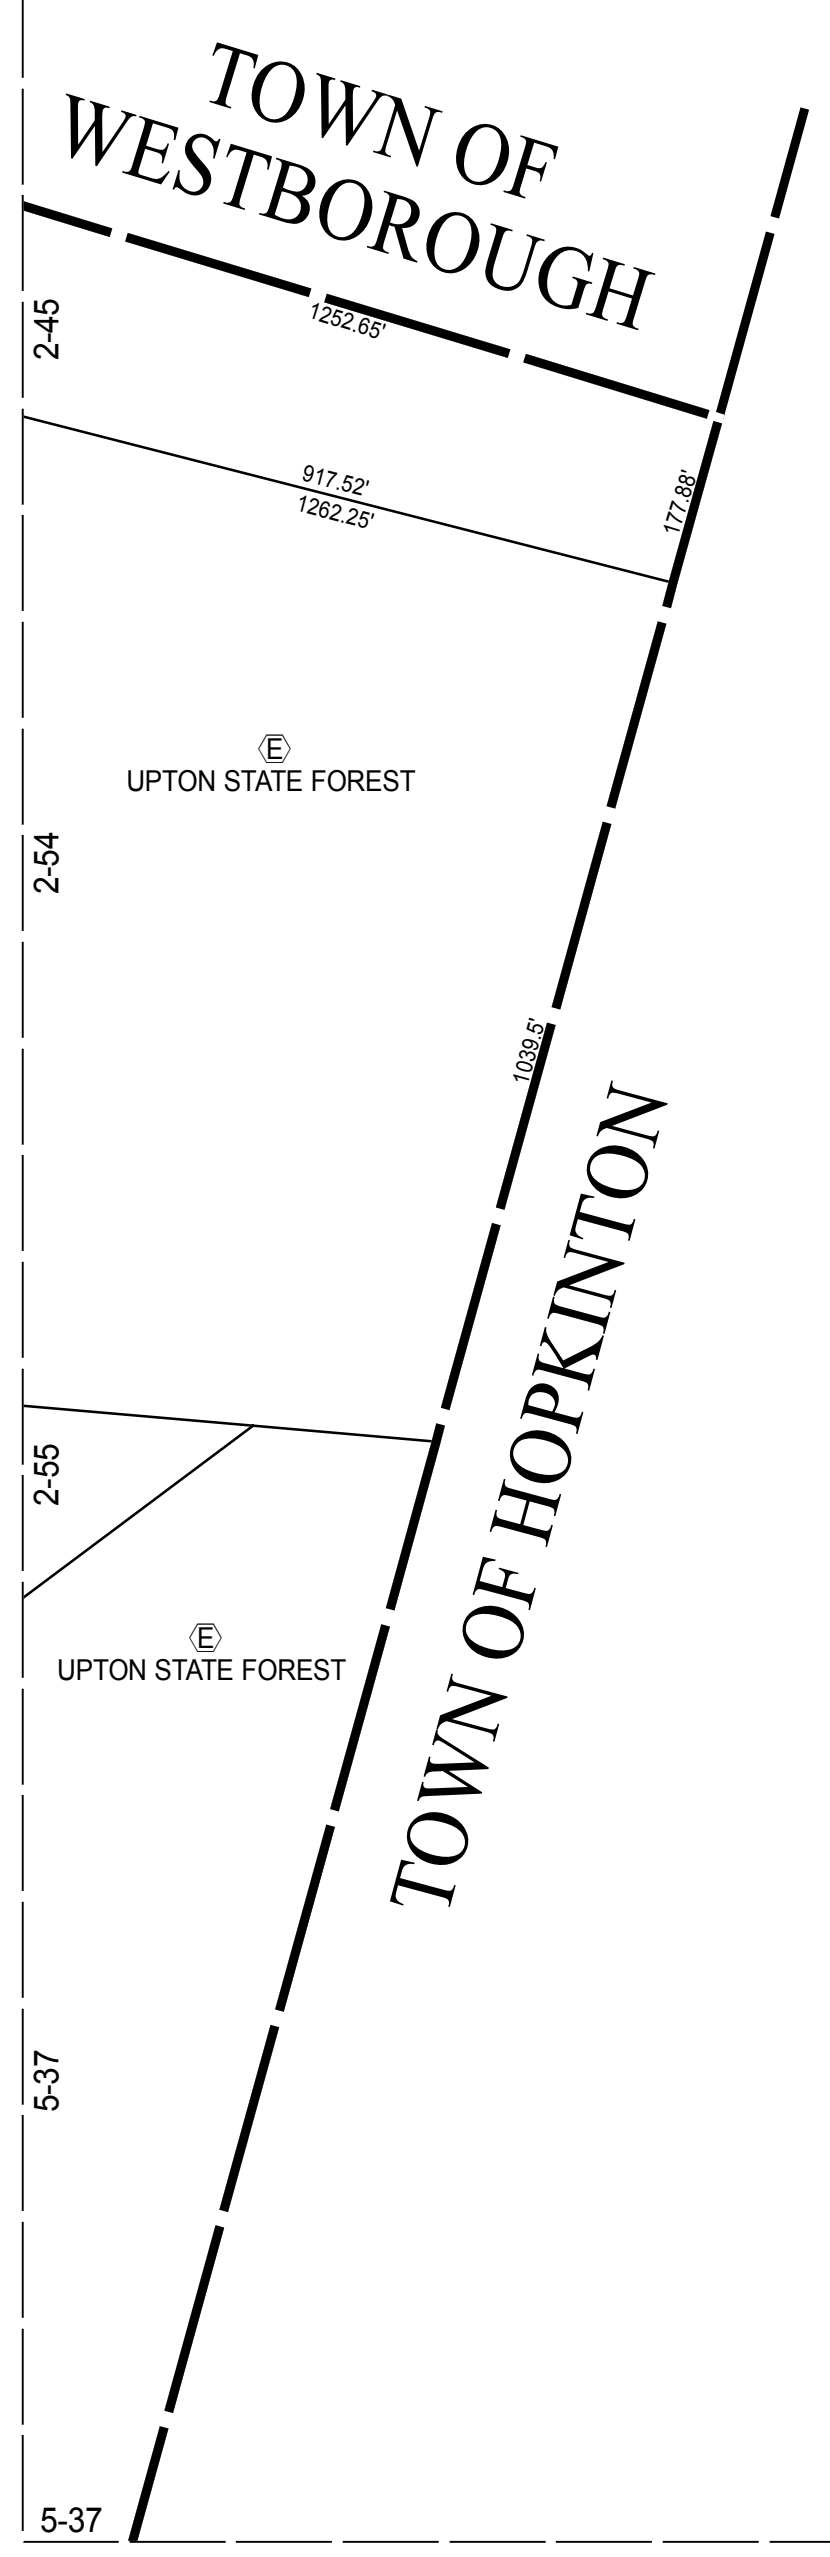 TOWN OF
WESTBOROUGH
2-45
1252.65'
917.52'
1262.25'
177.88'
E
UPTON STATE FOREST
2-54
1039.5'
TOWN OF HOPKINTON
2-55
E
UPTON STATE FOREST
5-37
5-37